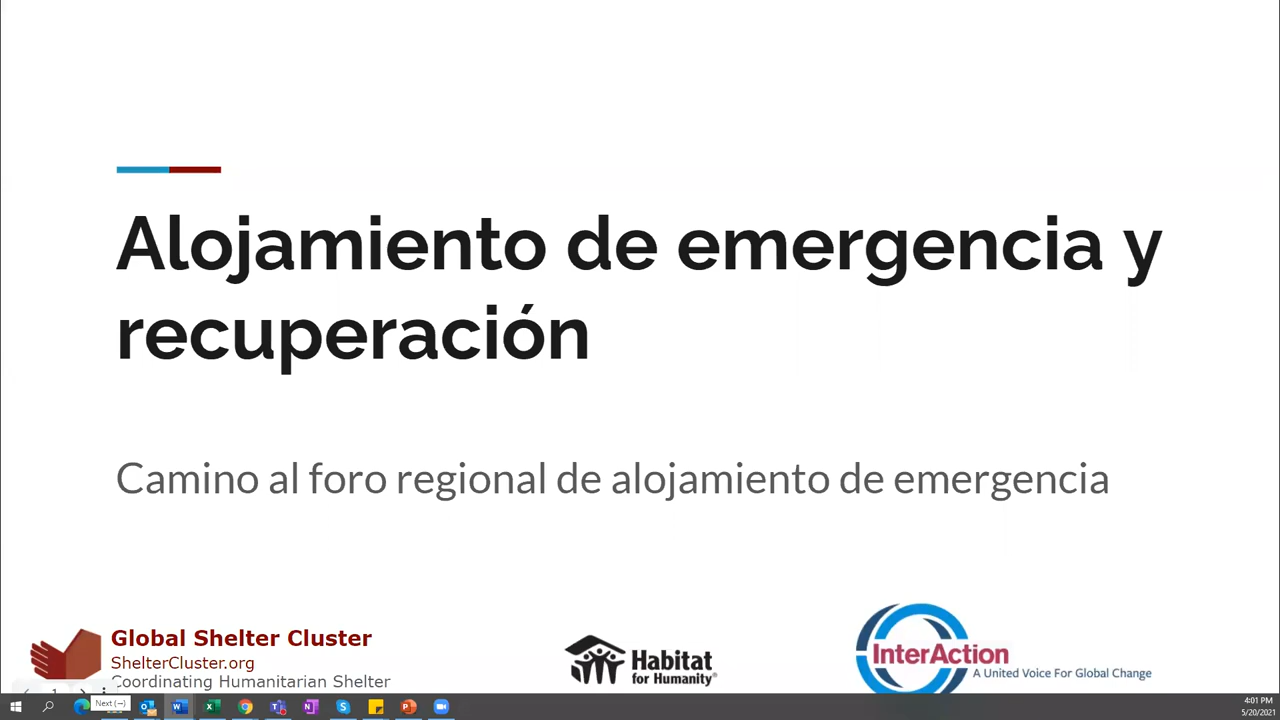 Alojamiento de emergencia y
recuperación
Camino al foro regional de alojamiento de emergencia
Global Shelter Cluster
ShelterCluster.org
Coordinating Humanitarian Shelter
Habitat
for Humanity®
InterAction
A United Voice For Global Change
1
Next (→)
4:01 PM
5/20/2021